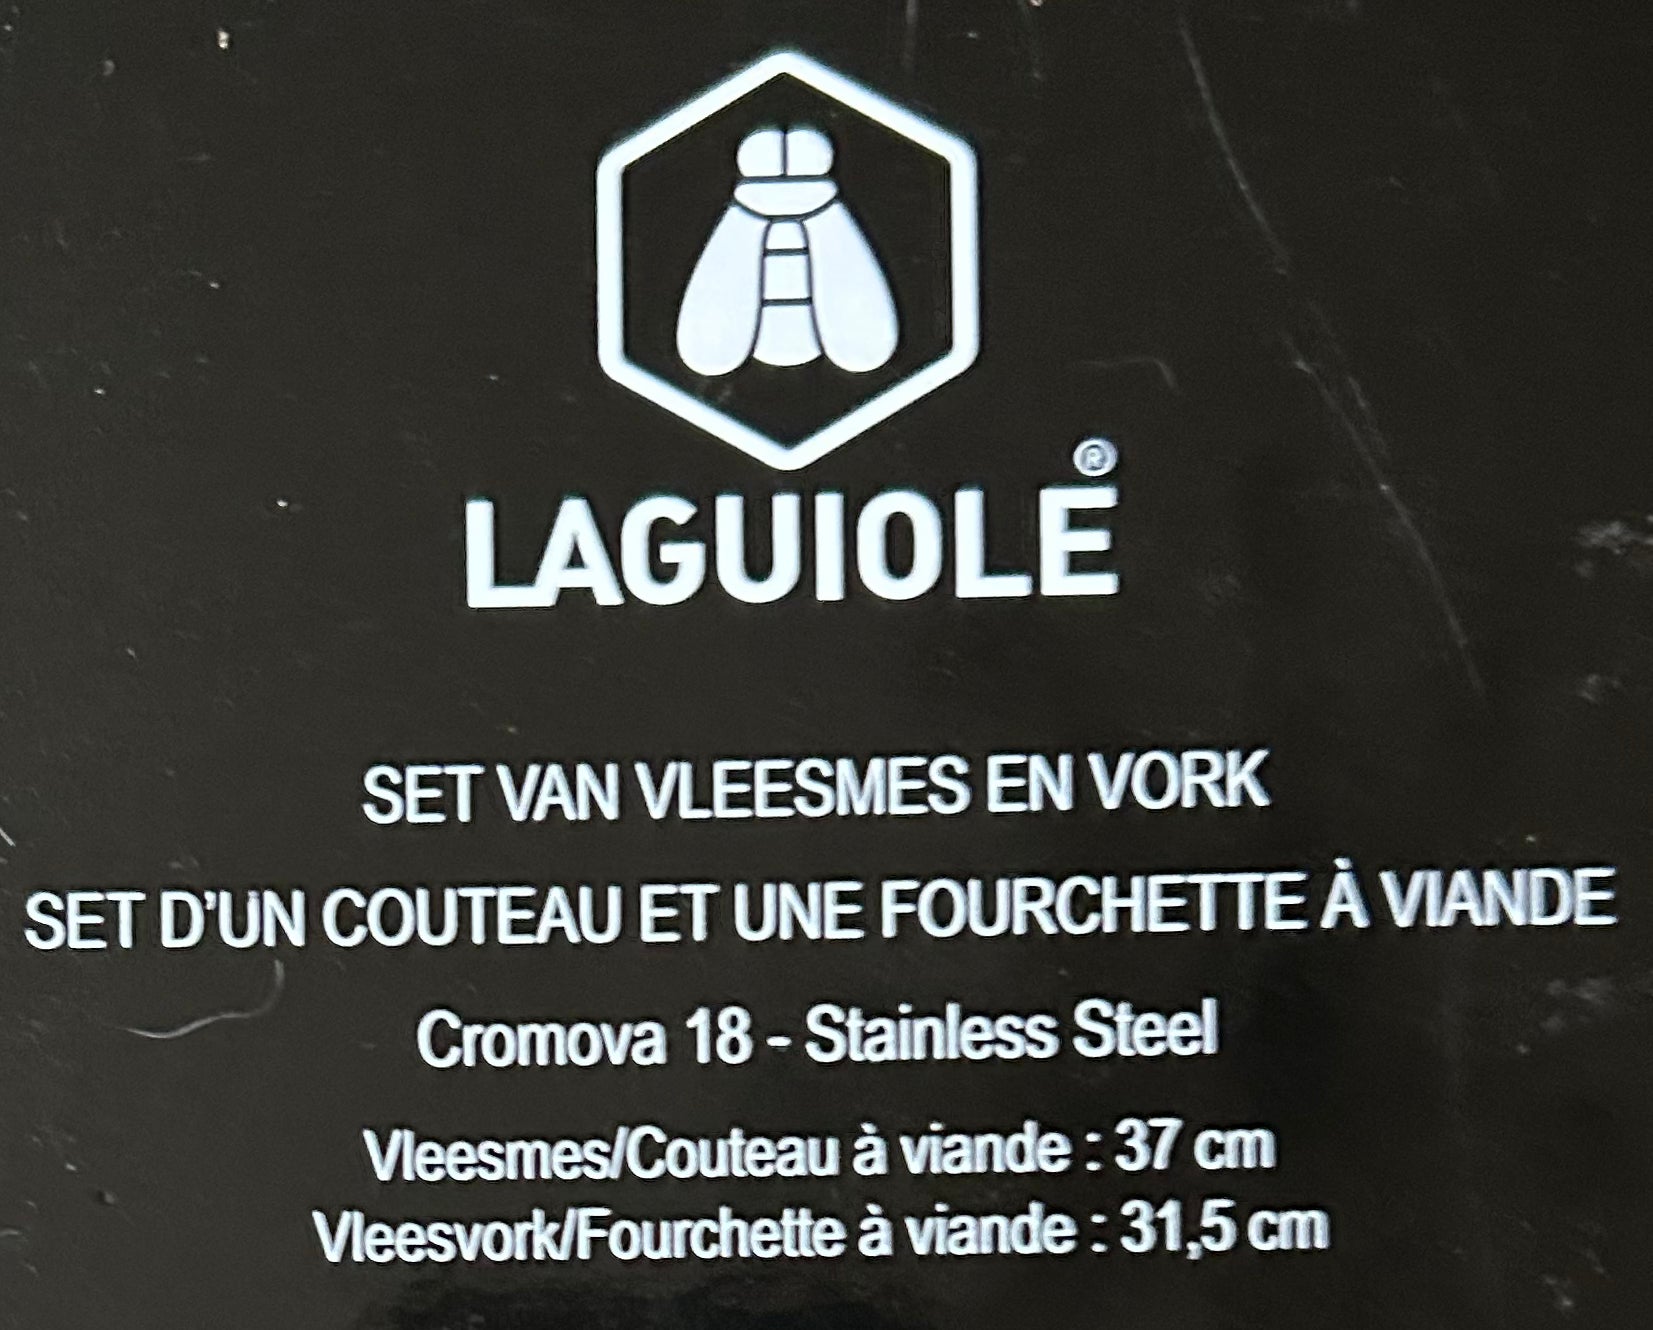 LAGUIOLE®
SET VAN VLEESMES EN VORK
SET D'UN COUTEAU ET UNE FOURCHETTE À VIANDE
Cromova 18 - Stainless Steel
Vleesmes/Couteau à viande : 37 cm
Vleesvork/Fourchette à viande : 31,5 cm